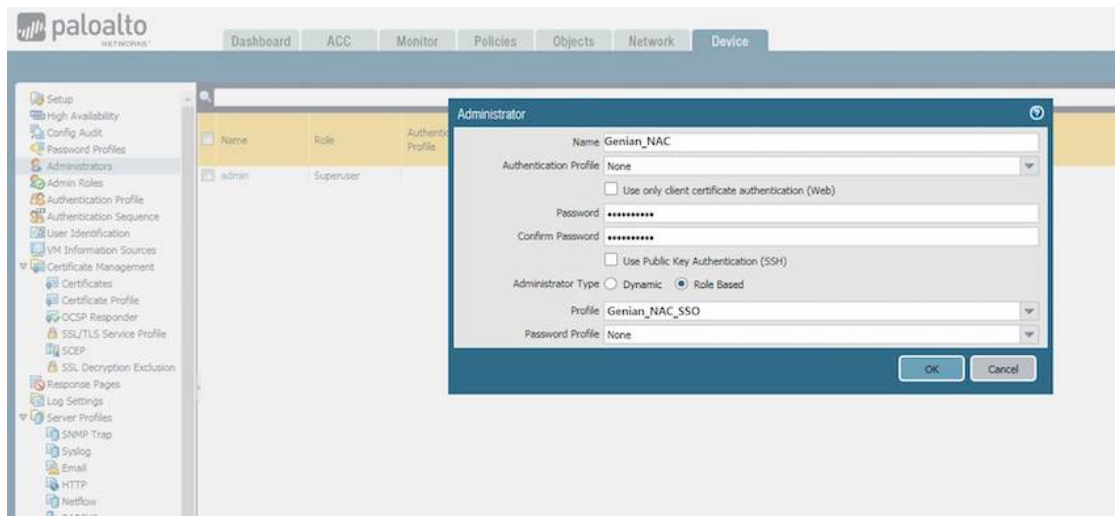 paloalto
NETWORKS
Dashboard ACC Monitor Policies Objects Network Device
Setup
High Availability
Config Audit
Password Profiles
Administrators
Admin Roles
Authentication Profile
Authentication Sequence
User Identification
VM Information Sources
Certificate Management
Certificates
Certificate Profile
OCSP Responder
SSL/TLS Service Profile
SCEP
SSL Decryption Exclusion
Response Pages
Log Settings
Server Profiles
SNMP Trap
Syslog
Email
HTTP
Netflow
Name Role Authentic
Profile
admin Superuser
Administrator
Name Genian_NAC
Authentication Profile None
Use only client certificate authentication (Web)
Password ••••••••••
Confirm Password ••••••••••
Use Public Key Authentication (SSH)
Administrator Type Dynamic Role Based
Profile Genian_NAC_SSO
Password Profile None
OK Cancel